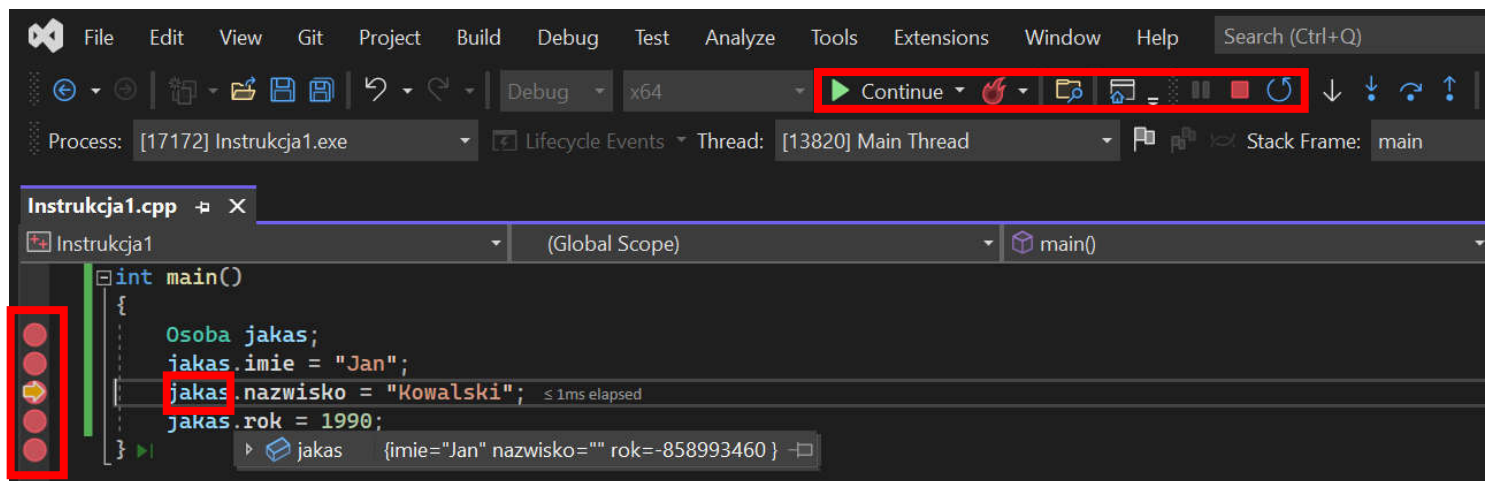 File Edit View Git Project Build Debug Test Analyze Tools Extensions Window Help Search (Ctrl+Q)
Debug x64 Continue
Process: [17172] Instrukcja1.exe Lifecycle Events Thread: [13820] Main Thread Stack Frame: main
Instrukcja1.cpp
Instrukcja1 (Global Scope) main()
int main()
{
Osoba jakas;
jakas.imie = "Jan";
jakas.nazwisko = "Kowalski"; ≤ 1ms elapsed
jakas.rok = 1990;
} jakas {imie="Jan" nazwisko="" rok=-858993460 }